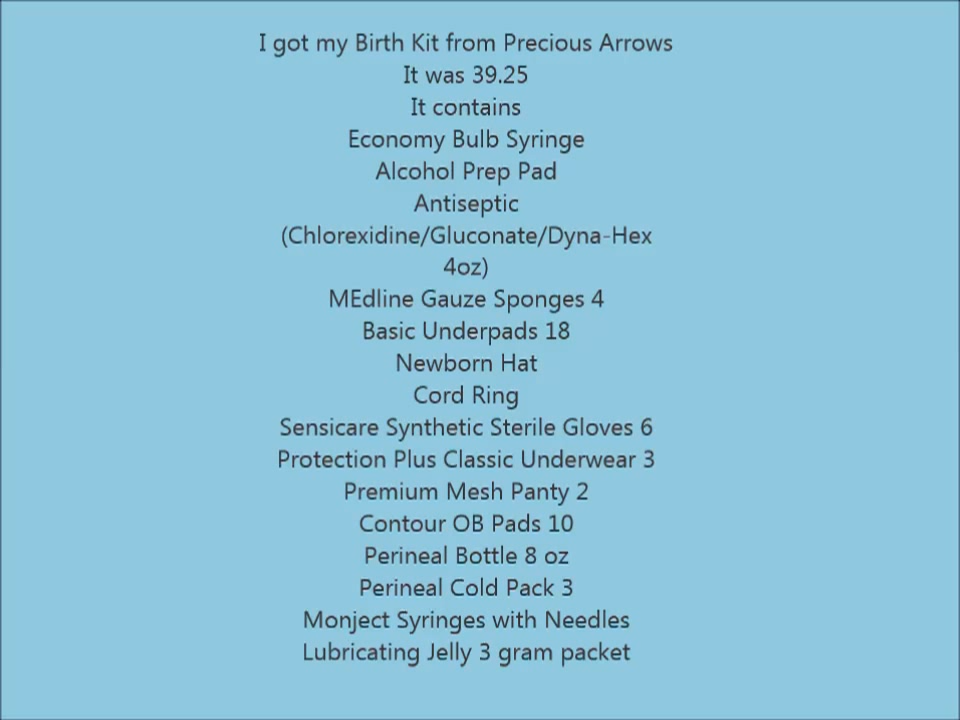 I got my Birth Kit from Precious Arrows
It was 39.25
It contains
Economy Bulb Syringe
Alcohol Prep Pad
Antiseptic
(Chlorexidine/Gluconate/Dyna-Hex
4oz)
MEdline Gauze Sponges 4
Basic Underpads 18
Newborn Hat
Cord Ring
Sensicare Synthetic Sterile Gloves 6
Protection Plus Classic Underwear 3
Premium Mesh Panty 2
Contour OB Pads 10
Perineal Bottle 8 oz
Perineal Cold Pack 3
Monject Syringes with Needles
Lubricating Jelly 3 gram packet